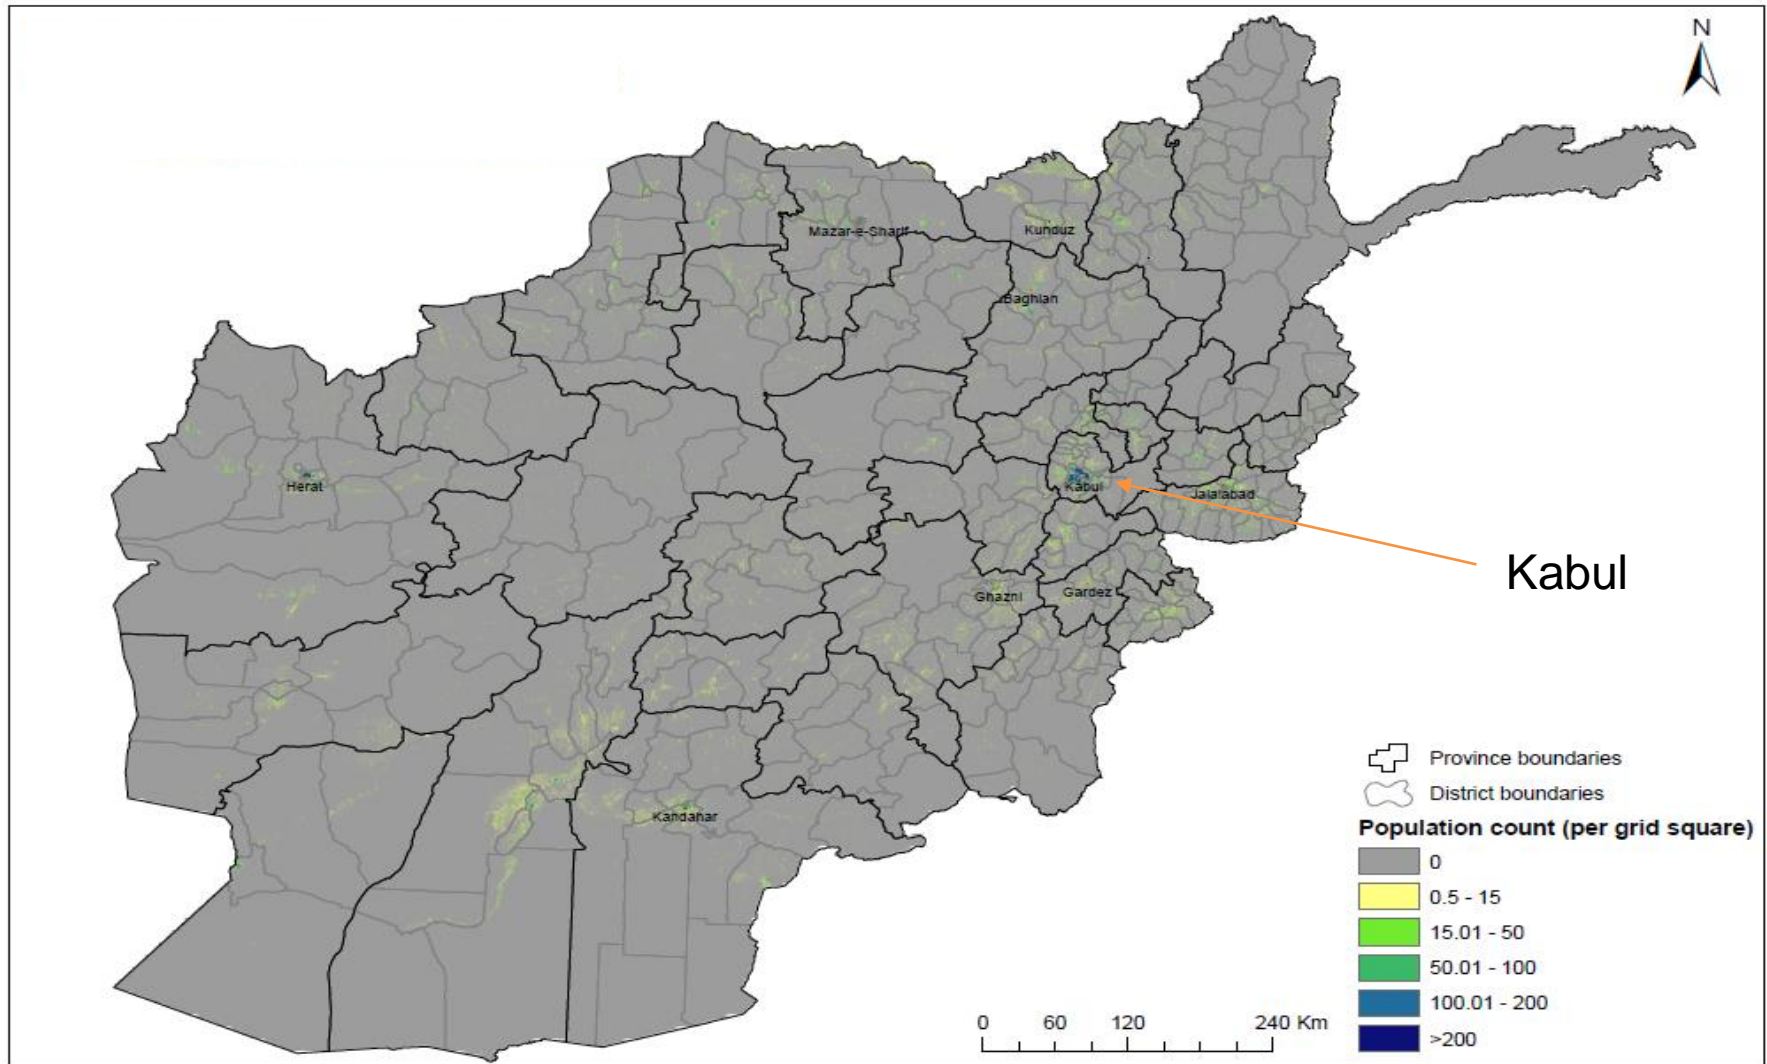 N
Mazar-e-Sharif
Kunduz
Baghlan
Herat
Kabul
Jalalabad
Kabul
Ghazni
Gardez
Kandahar
Province boundaries
District boundaries
Population count (per grid square)
0
0.5 - 15
15.01 - 50
50.01 - 100
100.01 - 200
>200
0 60 120 240 Km